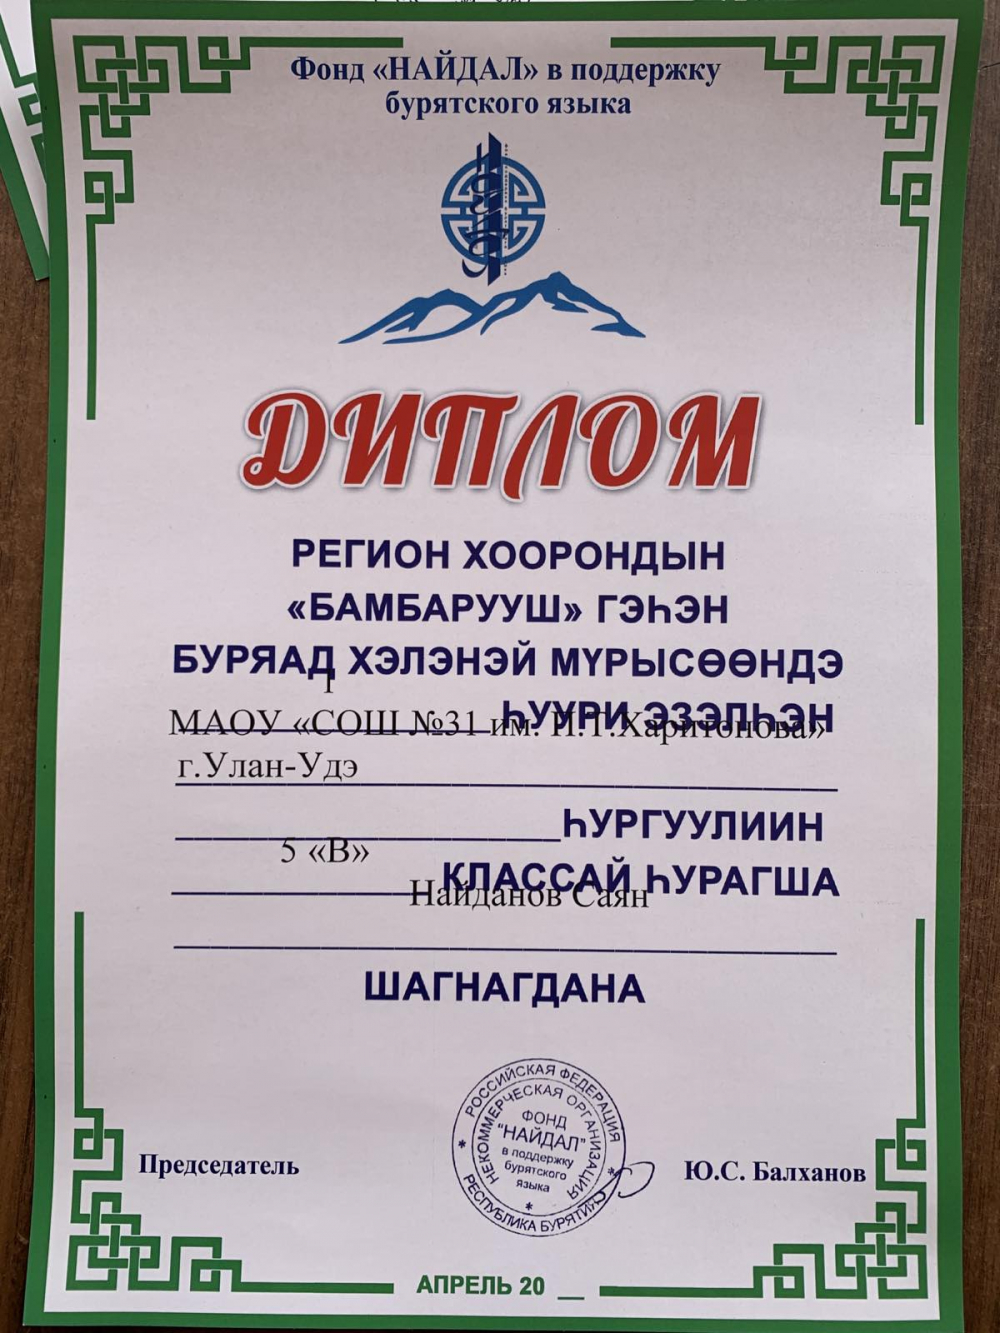 Фонд «НАЙДАЛ» в поддержку
бурятского языка
ДИПЛОМ
РЕГИОН ХООРОНДЫН
«БАМБАРУУШ» ГЭҺЭН
БУРЯАД ХЭЛЭНЭЙ МҮРЫСӨӨНДЭ
I
ҺУУРИ ЭЗЭЛҺЭН
МАОУ «СОШ №31 им. П.Т.Харитонова»
г.Улан-Удэ
ҺУРГУУЛИИН
5 «В»
КЛАССАЙ ҺУРАГША
Найданов Саян
ШАГНАГДАНА
РОССИЙСКАЯ ФЕДЕРАЦИЯ
НЕКОММЕРЧЕСКАЯ ОРГАНИЗАЦИЯ
ФОНД
"НАЙДАЛ"
в поддержку
бурятского
языка
РЕСПУБЛИКА БУРЯТИЯ
Председатель
Ю.С. Балханов
АПРЕЛЬ 20 __